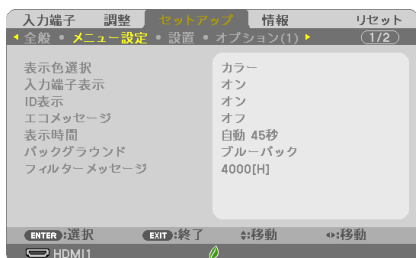 入力端子 調整 セットアップ 情報 リセット
全般 • メニュー設定 • 設置 • オプション(1) 1/2
表示色選択 カラー
入力端子表示 オン
ID表示 オン
エコメッセージ オフ
表示時間 自動 45秒
バックグラウンド ブルーバック
フィルターメッセージ 4000[H]
ENTER:選択 EXIT:終了 :移動 :移動
HDMI1